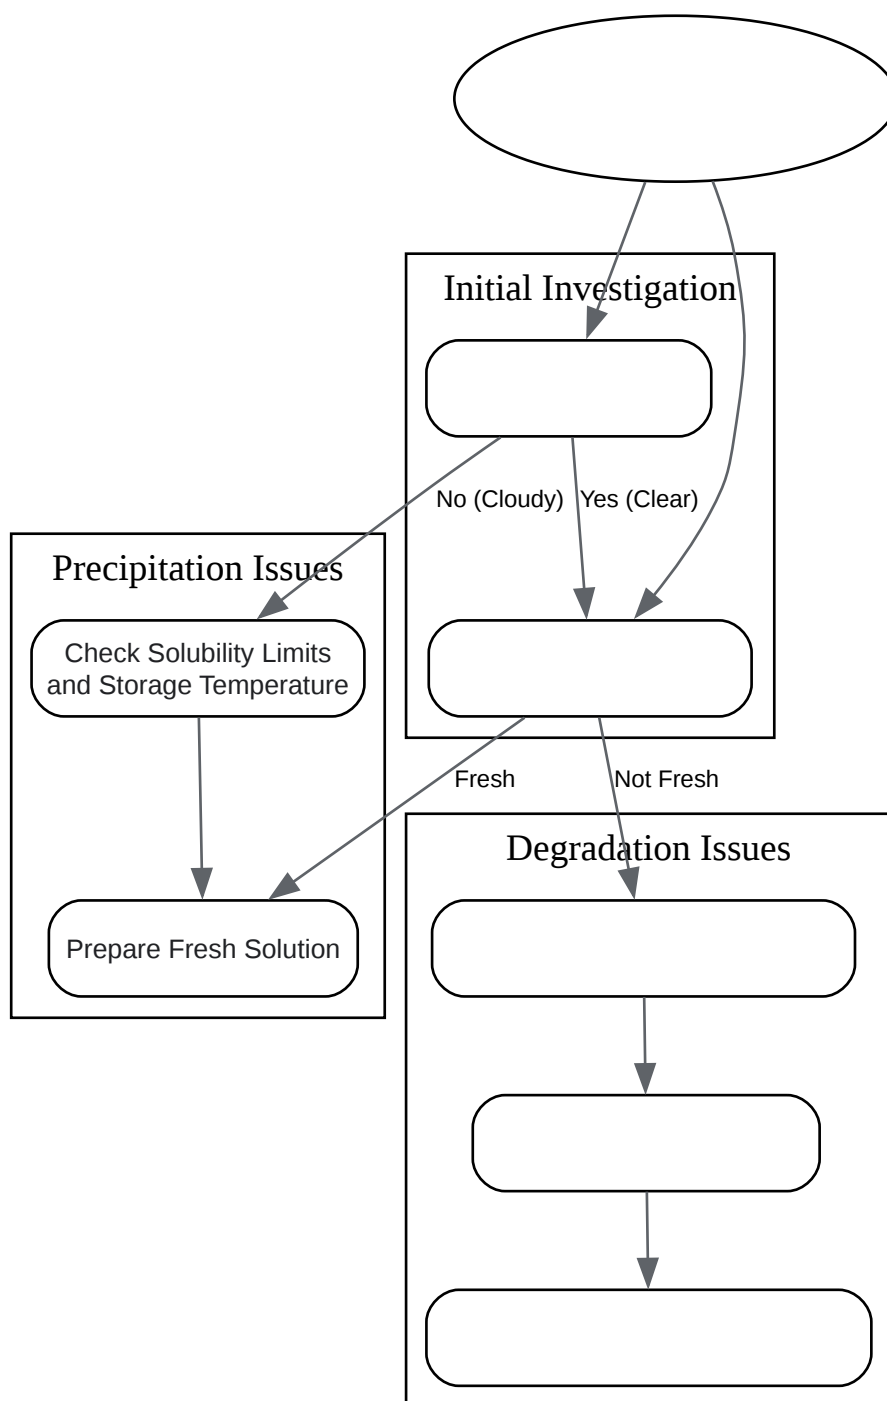 Initial Investigation
No (Cloudy)
Yes (Clear)
Precipitation Issues
Check Solubility Limits
and Storage Temperature
Fresh
Not Fresh
Degradation Issues
Prepare Fresh Solution